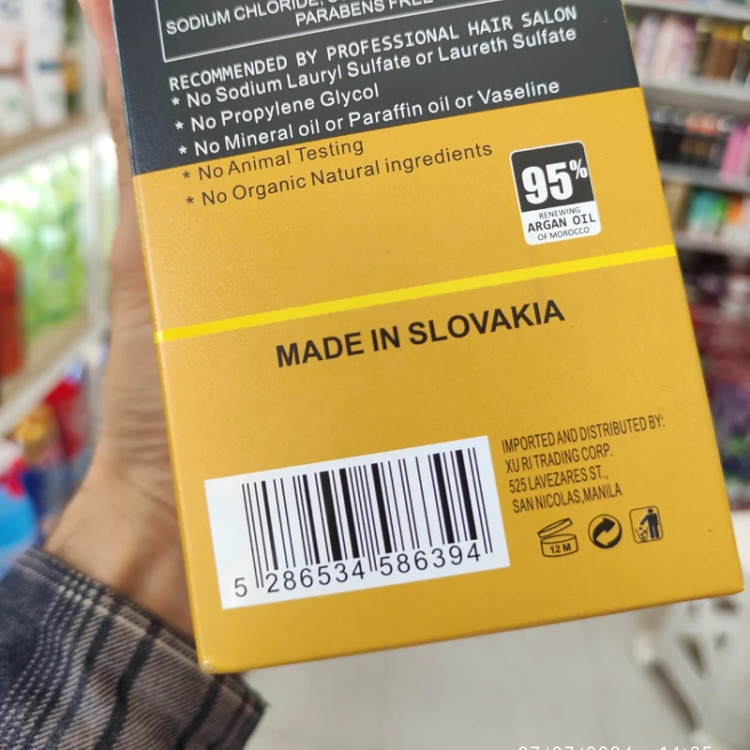 SODIUM CHLORIDE,
PARABENS FREE
RECOMMENDED BY PROFESSIONAL HAIR SALON
* No Sodium Lauryl Sulfate or Laureth Sulfate
* No Propylene Glycol
* No Mineral oil or Paraffin oil or Vaseline
* No Animal Testing
* No Organic Natural ingredients
95%
RENEWING
ARGAN OIL
OF MOROCCO
MADE IN SLOVAKIA
IMPORTED AND DISTRIBUTED BY:
XU RI TRADING CORP.
525 LAVEZARES ST.,
SAN NICOLAS,MANILA
12 M
5 286534 586394